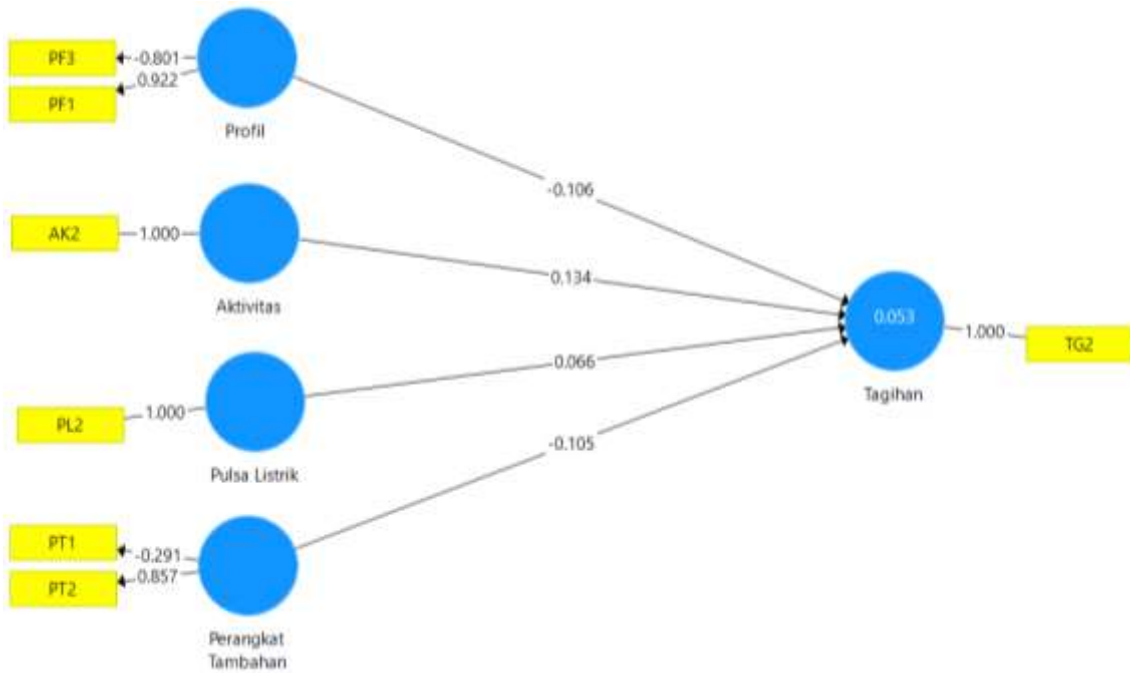 PF3
-0.801
0.922
PF1
Profil
-0.106
AK2
1.000
Aktivitas
0.134
0.053
1.000
TG2
Tagihan
0.066
PL2
1.000
Pulsa Listrik
-0.105
PT1
-0.291
0.857
PT2
Perangkat
Tambahan